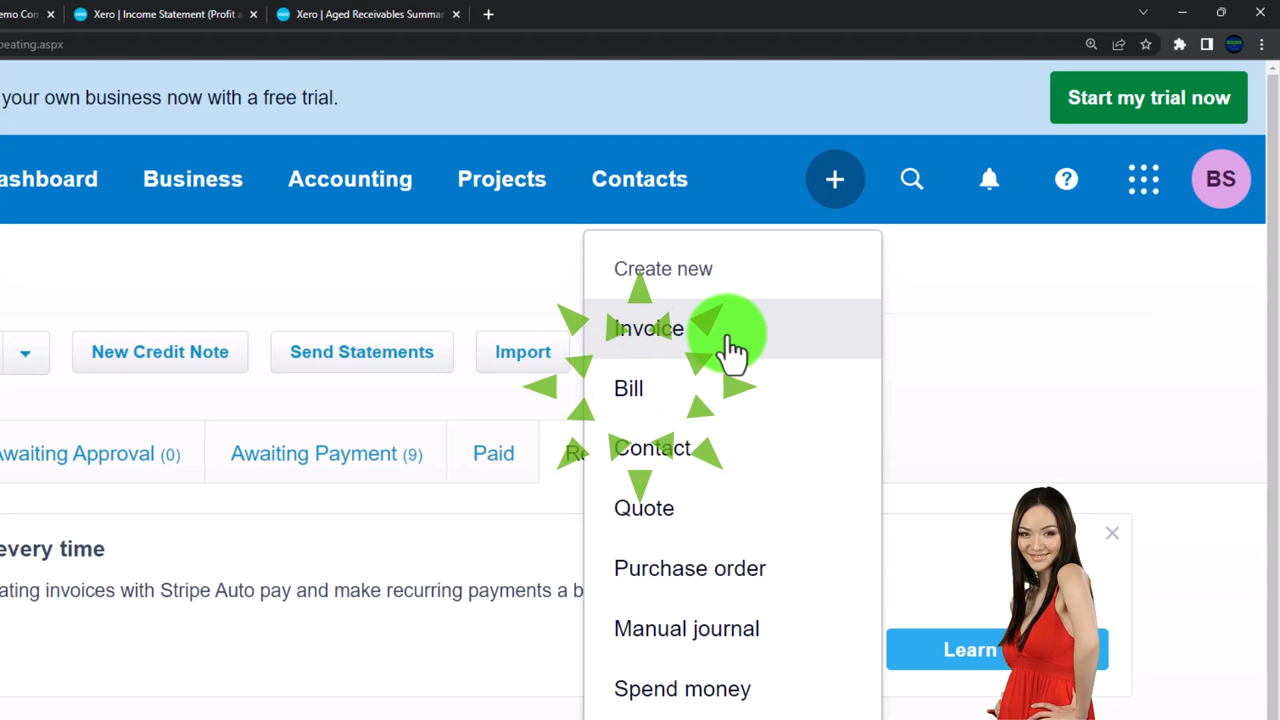 emo Con
Xero | Income Statement (Profit a
Xero | Aged Receivables Summar
peating.aspx
your own business now with a free trial.
Start my trial now
ashboard
Business
Accounting
Projects
Contacts
BS
Create new
Invoice
New Credit Note
Send Statements
Import
Bill
Awaiting Approval (0)
Awaiting Payment (9)
Paid
Re
Contact
Quote
every time
Purchase order
ating invoices with Stripe Auto pay and make recurring payments a b
Manual journal
Learn
Spend money